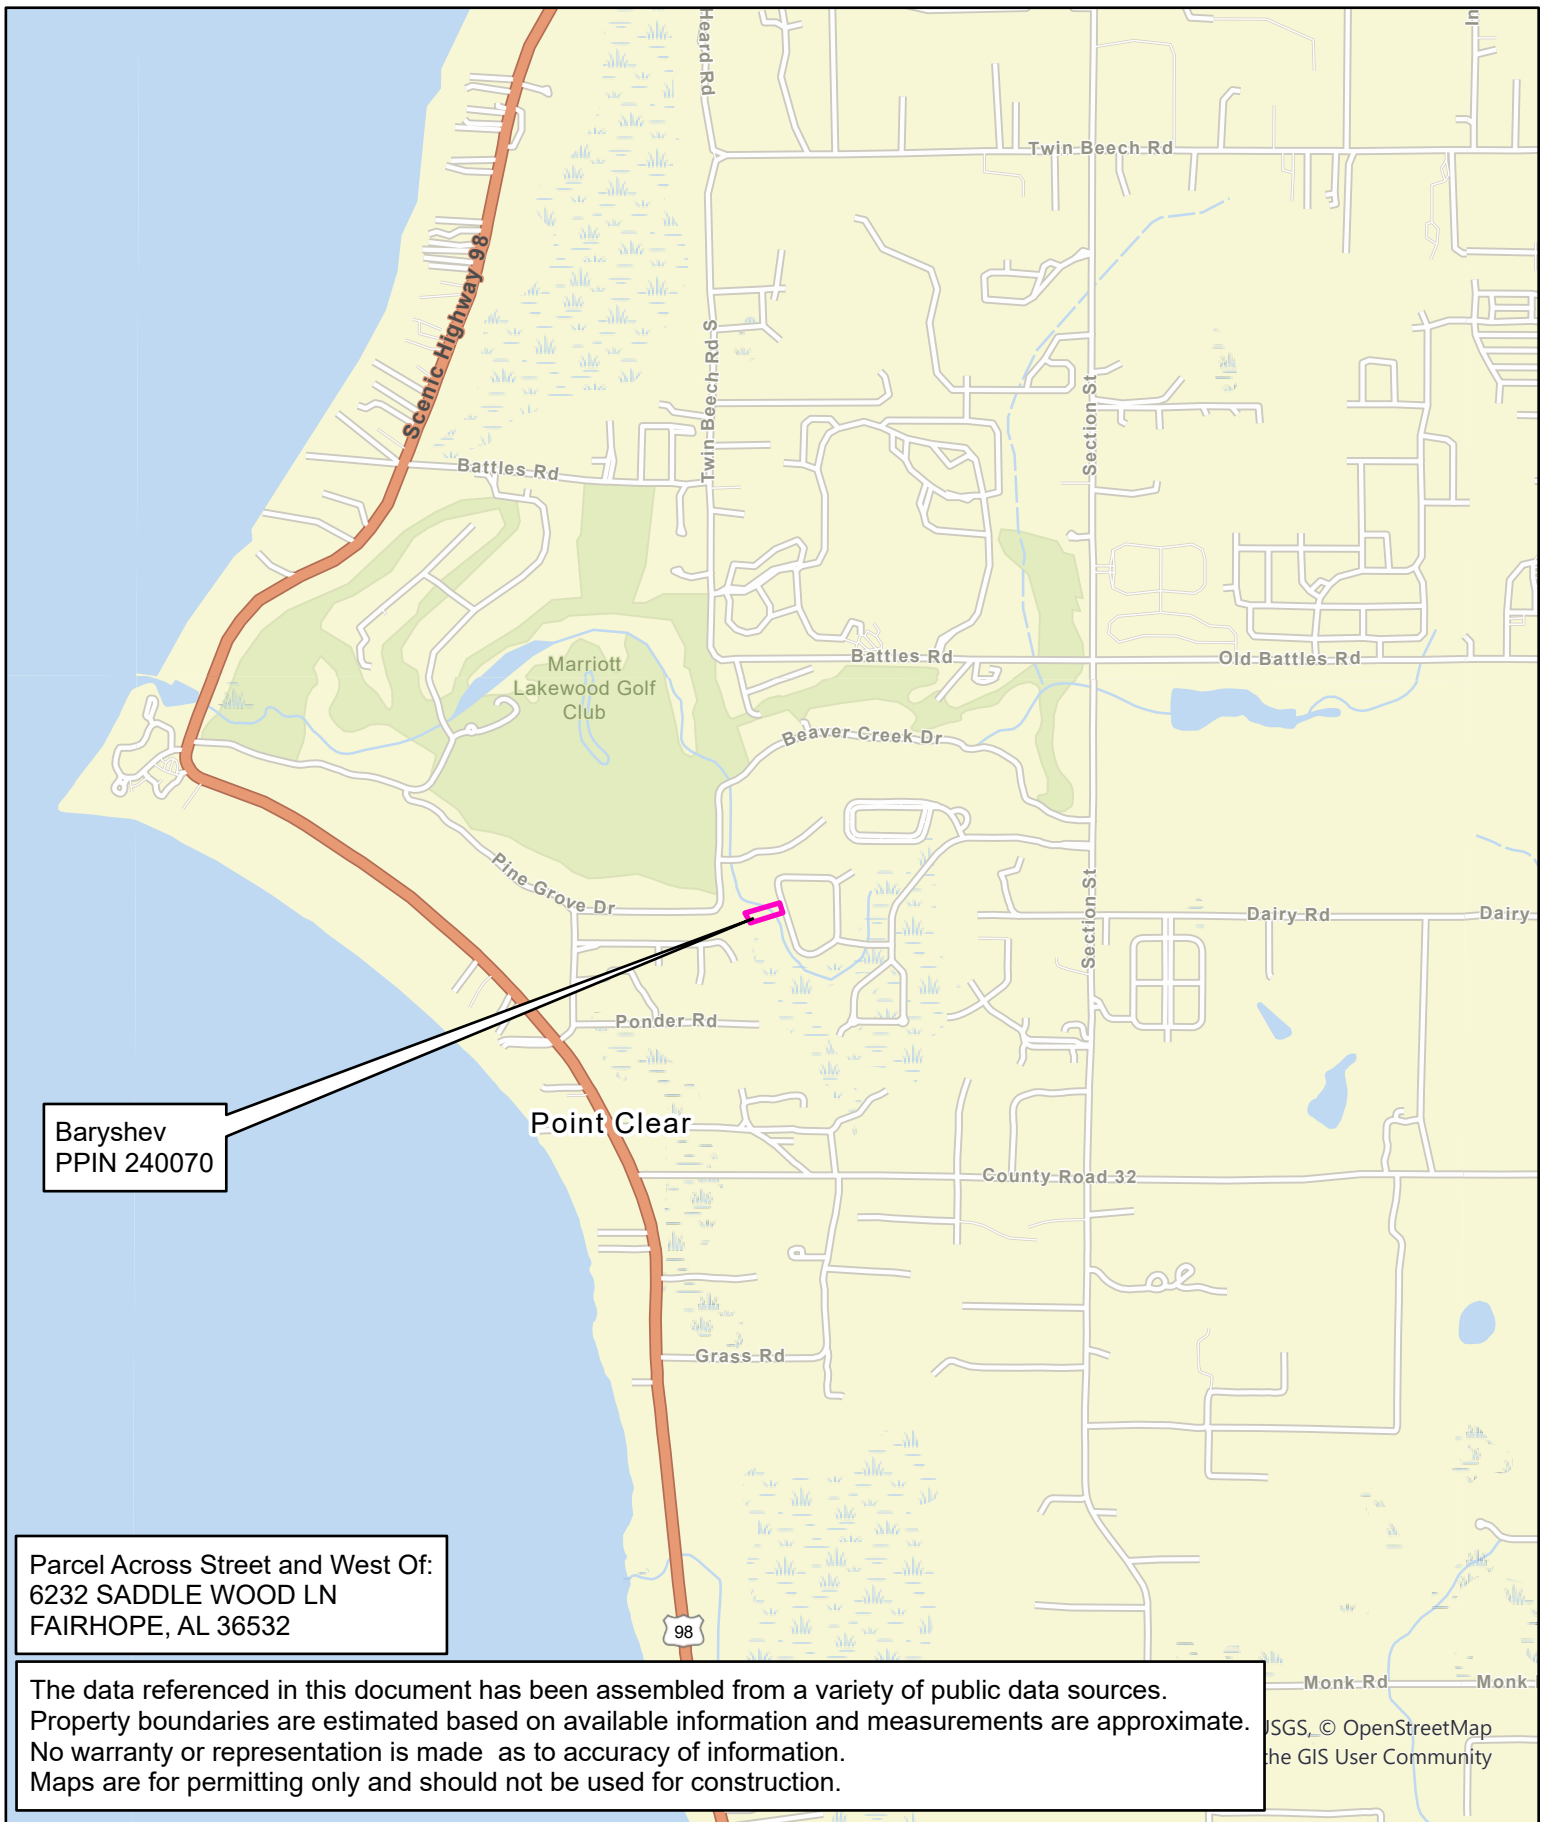 Heard Rd
In
Twin Beech Rd
Scenic Highway 98
Twin Beech Rd S
Section St
Battles Rd
Marriott
Lakewood Golf
Club
Battles Rd
Old Battles Rd
Beaver Creek Dr
Pine Grove Dr
Section St
Dairy Rd
Dairy
Ponder Rd
Point Clear
Baryshev
PPIN 240070
County Road 32
Grass Rd
Parcel Across Street and West Of:
6232 SADDLE WOOD LN
FAIRHOPE, AL 36532
98
Monk Rd
Monk
The data referenced in this document has been assembled from a variety of public data sources.
Property boundaries are estimated based on available information and measurements are approximate.
No warranty or representation is made as to accuracy of information.
Maps are for permitting only and should not be used for construction.
USGS, © OpenStreetMap
the GIS User Community